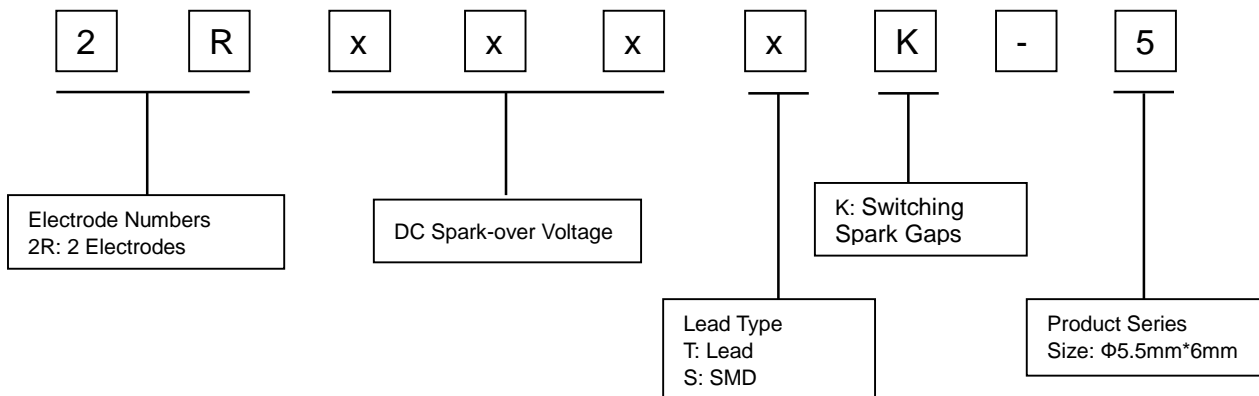 2 R x x x x K - 5
Electrode Numbers
2R: 2 Electrodes
DC Spark-over Voltage
K: Switching
Spark Gaps
Lead Type
T: Lead
S: SMD
Product Series
Size: Φ5.5mm*6mm